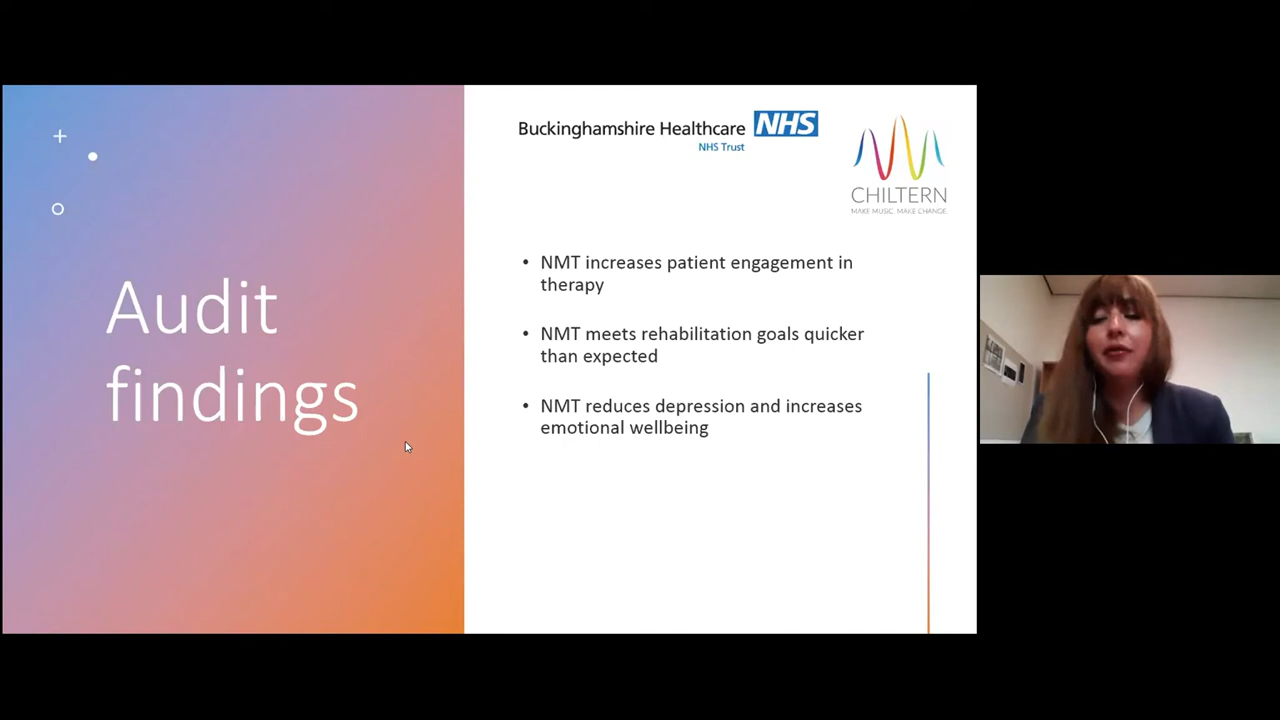 Audit
findings
Buckinghamshire Healthcare NHS
NHS Trust
CHILTERN
MAKE MUSIC. MAKE CHANGE.
• NMT increases patient engagement in
therapy
• NMT meets rehabilitation goals quicker
than expected
• NMT reduces depression and increases
emotional wellbeing